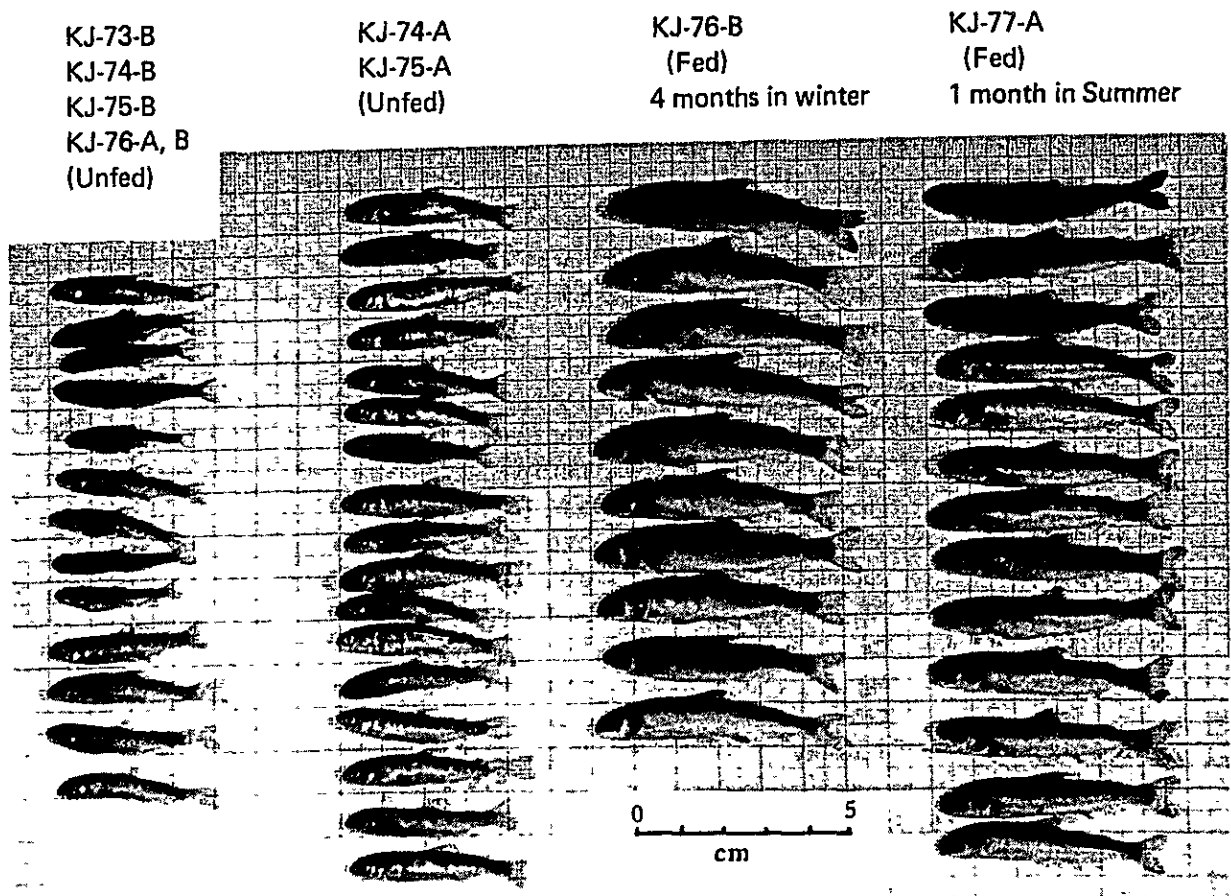 KJ-73-B
KJ-74-B
KJ-75-B
KJ-76-A, B
(Unfed)
KJ-74-A
KJ-75-A
(Unfed)
KJ-76-B
(Fed)
4 months in winter
KJ-77-A
(Fed)
1 month in Summer
0 5
cm